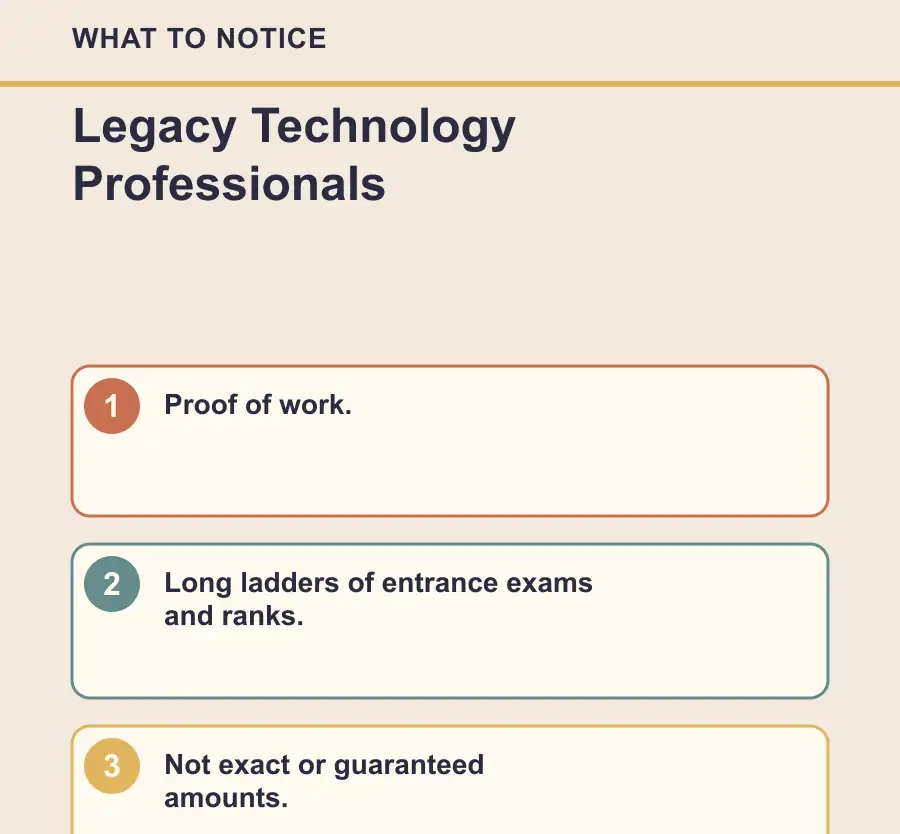 WHAT TO NOTICE
Legacy Technology
Professionals
1
Proof of work.
2
Long ladders of entrance exams
and ranks.
3
Not exact or guaranteed
amounts.